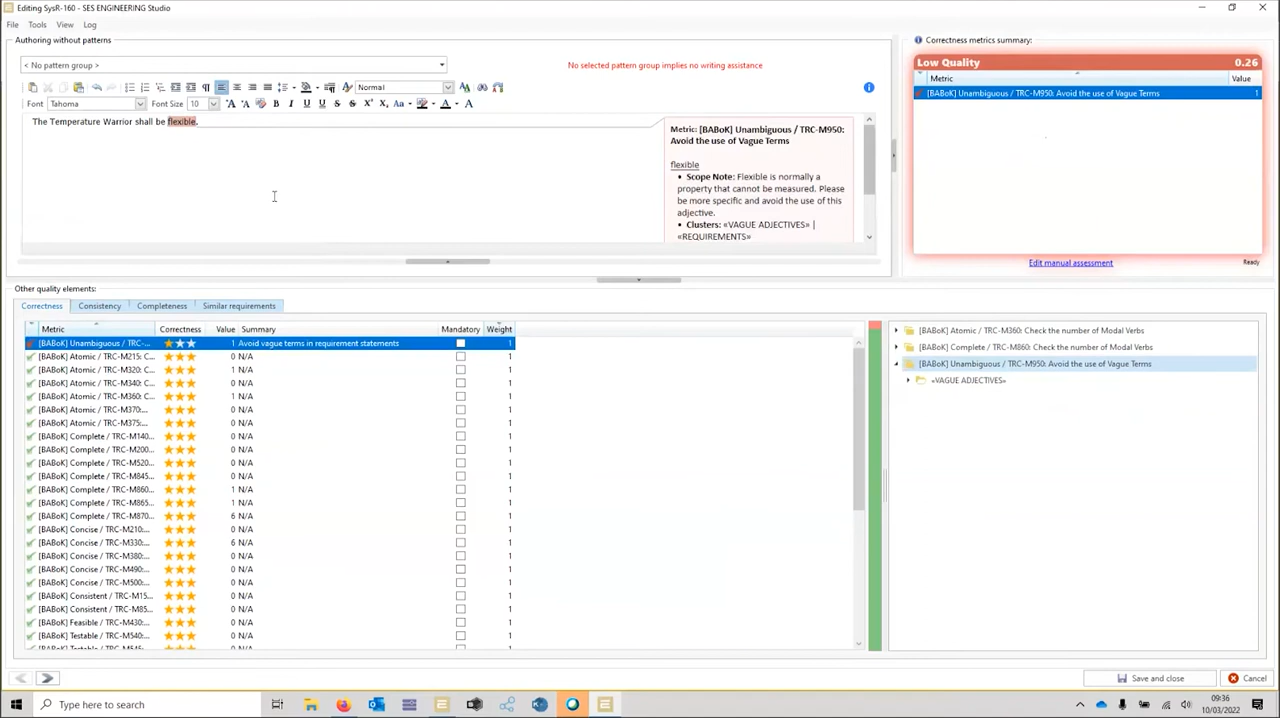 Editing SysR-160 - SES ENGINEERING Studio
File Tools View Log
Authoring without patterns
< No pattern group >
No selected pattern group implies no writing assistance
Normal
Font Tahoma Font Size 10
The Temperature Warrior shall be flexible.
Metric: [BABoK] Unambiguous / TRC-M950:
Avoid the use of Vague Terms
flexible
• Scope Note: Flexible is normally a
property that cannot be measured. Please
be more specific and avoid the use of this
adjective.
• Clusters: «VAGUE ADJECTIVES» |
«REQUIREMENTS»
Correctness metrics summary:
Low Quality 0.26
Metric Value
[BABoK] Unambiguous / TRC-M950: Avoid the use of Vague Terms 1
Edit manual assessment
Ready
Other quality elements:
Correctness Consistency Completeness Similar requirements
Metric Correctness Value Summary Mandatory Weight
[BABoK] Unambiguous / TRC-... 1 Avoid vague terms in requirement statements 1
[BABoK] Atomic / TRC-M215: C... 0 N/A 1
[BABoK] Atomic / TRC-M320: C... 1 N/A 1
[BABoK] Atomic / TRC-M340: C... 0 N/A 1
[BABoK] Atomic / TRC-M360: C... 1 N/A 1
[BABoK] Atomic / TRC-M370:... 0 N/A 1
[BABoK] Atomic / TRC-M375:... 0 N/A 1
[BABoK] Complete / TRC-M140... 0 N/A 1
[BABoK] Complete / TRC-M200... 0 N/A 1
[BABoK] Complete / TRC-M520... 0 N/A 1
[BABoK] Complete / TRC-M845... 0 N/A 1
[BABoK] Complete / TRC-M860... 1 N/A 1
[BABoK] Complete / TRC-M865... 1 N/A 1
[BABoK] Complete / TRC-M870... 6 N/A 1
[BABoK] Concise / TRC-M210:... 0 N/A 1
[BABoK] Concise / TRC-M330:... 6 N/A 1
[BABoK] Concise / TRC-M380:... 0 N/A 1
[BABoK] Concise / TRC-M490:... 0 N/A 1
[BABoK] Concise / TRC-M500:... 0 N/A 1
[BABoK] Consistent / TRC-M15... 0 N/A 1
[BABoK] Consistent / TRC-M85... 0 N/A 1
[BABoK] Feasible / TRC-M430:... 0 N/A 1
[BABoK] Testable / TRC-M540:... 0 N/A 1
[BABoK] Testable / TRC-M545:... 0 N/A 1
[BABoK] Atomic / TRC-M360: Check the number of Modal Verbs
[BABoK] Complete / TRC-M860: Check the number of Modal Verbs
[BABoK] Unambiguous / TRC-M950: Avoid the use of Vague Terms
«VAGUE ADJECTIVES»
Save and close Cancel
Type here to search
09:36
10/03/2022